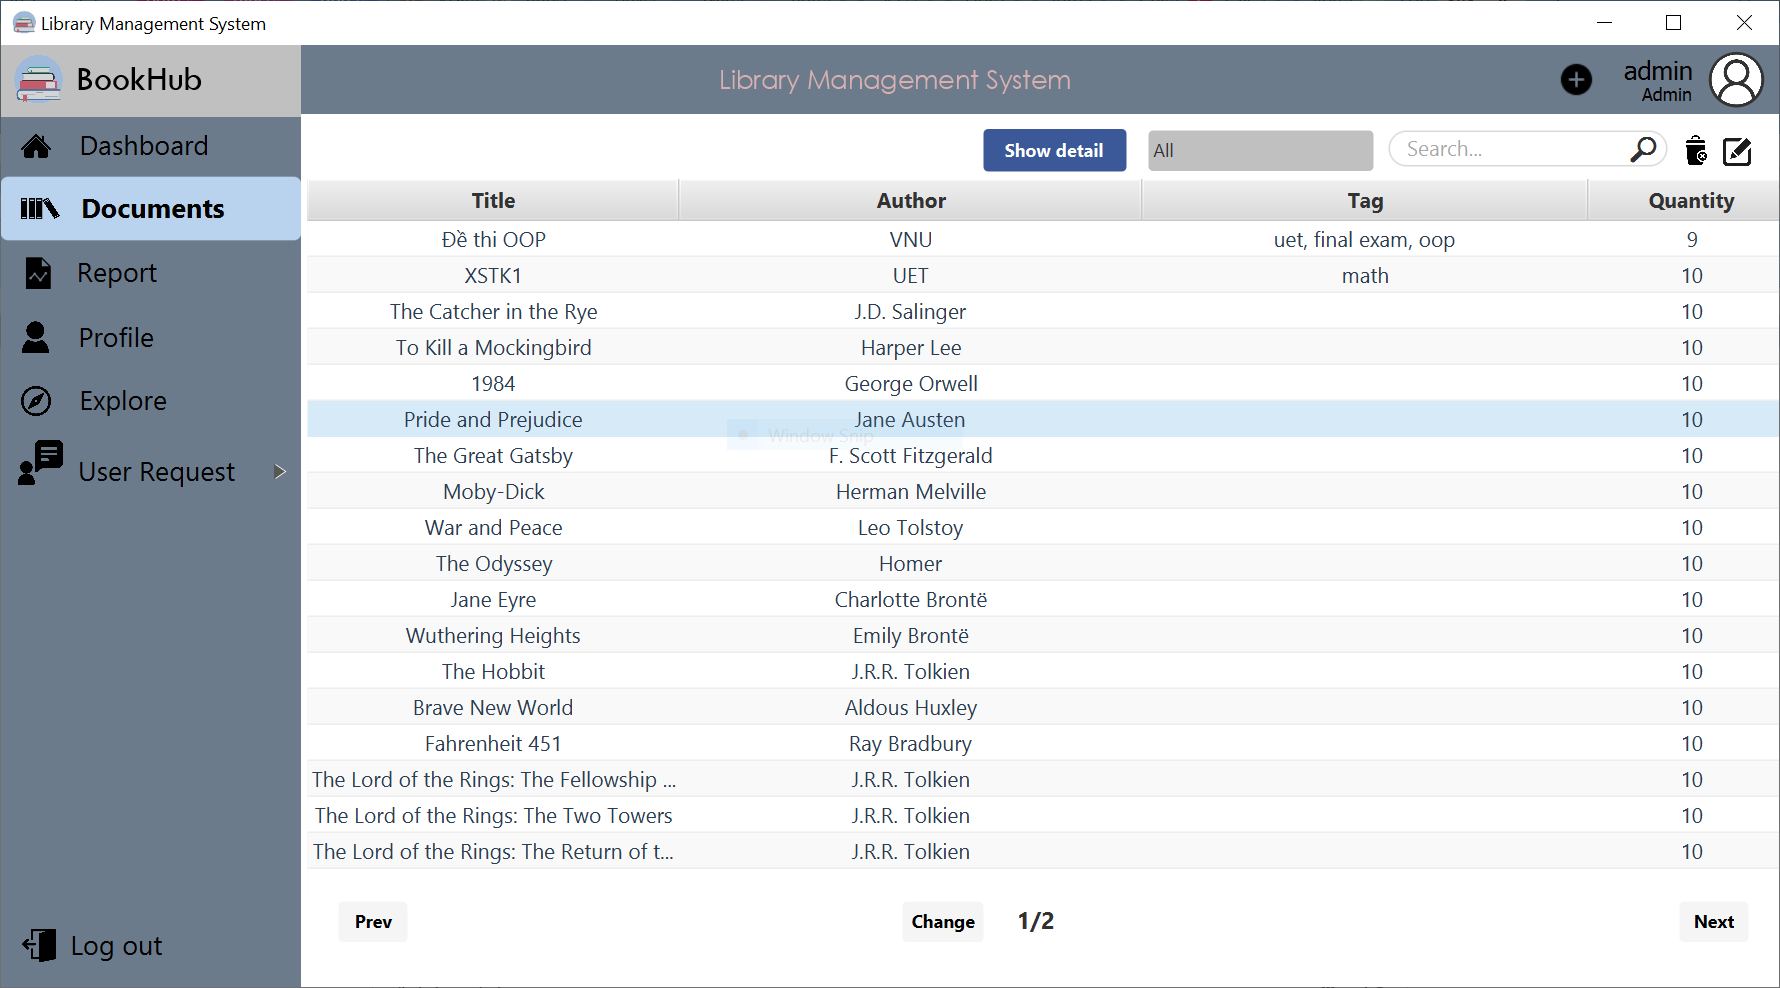 Library Management System
BookHub
Library Management System
admin
Admin
Dashboard
Documents
Report
Profile
Explore
User Request
Log out
Show detail All Search...
Title Author Tag Quantity
Đề thi OOP VNU uet, final exam, oop 9
XSTK1 UET math 10
The Catcher in the Rye J.D. Salinger 10
To Kill a Mockingbird Harper Lee 10
1984 George Orwell 10
Pride and Prejudice Jane Austen 10
Window Snip
The Great Gatsby F. Scott Fitzgerald 10
Moby-Dick Herman Melville 10
War and Peace Leo Tolstoy 10
The Odyssey Homer 10
Jane Eyre Charlotte Brontë 10
Wuthering Heights Emily Brontë 10
The Hobbit J.R.R. Tolkien 10
Brave New World Aldous Huxley 10
Fahrenheit 451 Ray Bradbury 10
The Lord of the Rings: The Fellowship ... J.R.R. Tolkien 10
The Lord of the Rings: The Two Towers J.R.R. Tolkien 10
The Lord of the Rings: The Return of t... J.R.R. Tolkien 10
Prev Change 1/2 Next